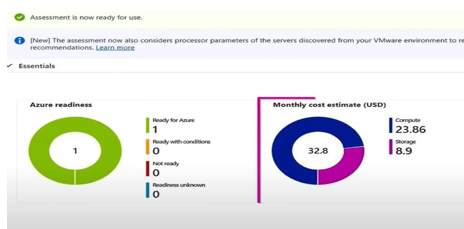 Assessment is now ready for use.
[New] The assessment now also considers processor parameters of the servers discovered from your VMware environment to re
recommendations. Learn more
Essentials
Azure readiness
1
Ready for Azure
1
Ready with conditions
0
Not ready
0
Readiness unknown
0
Monthly cost estimate (USD)
32.8
Compute
23.86
Storage
8.9